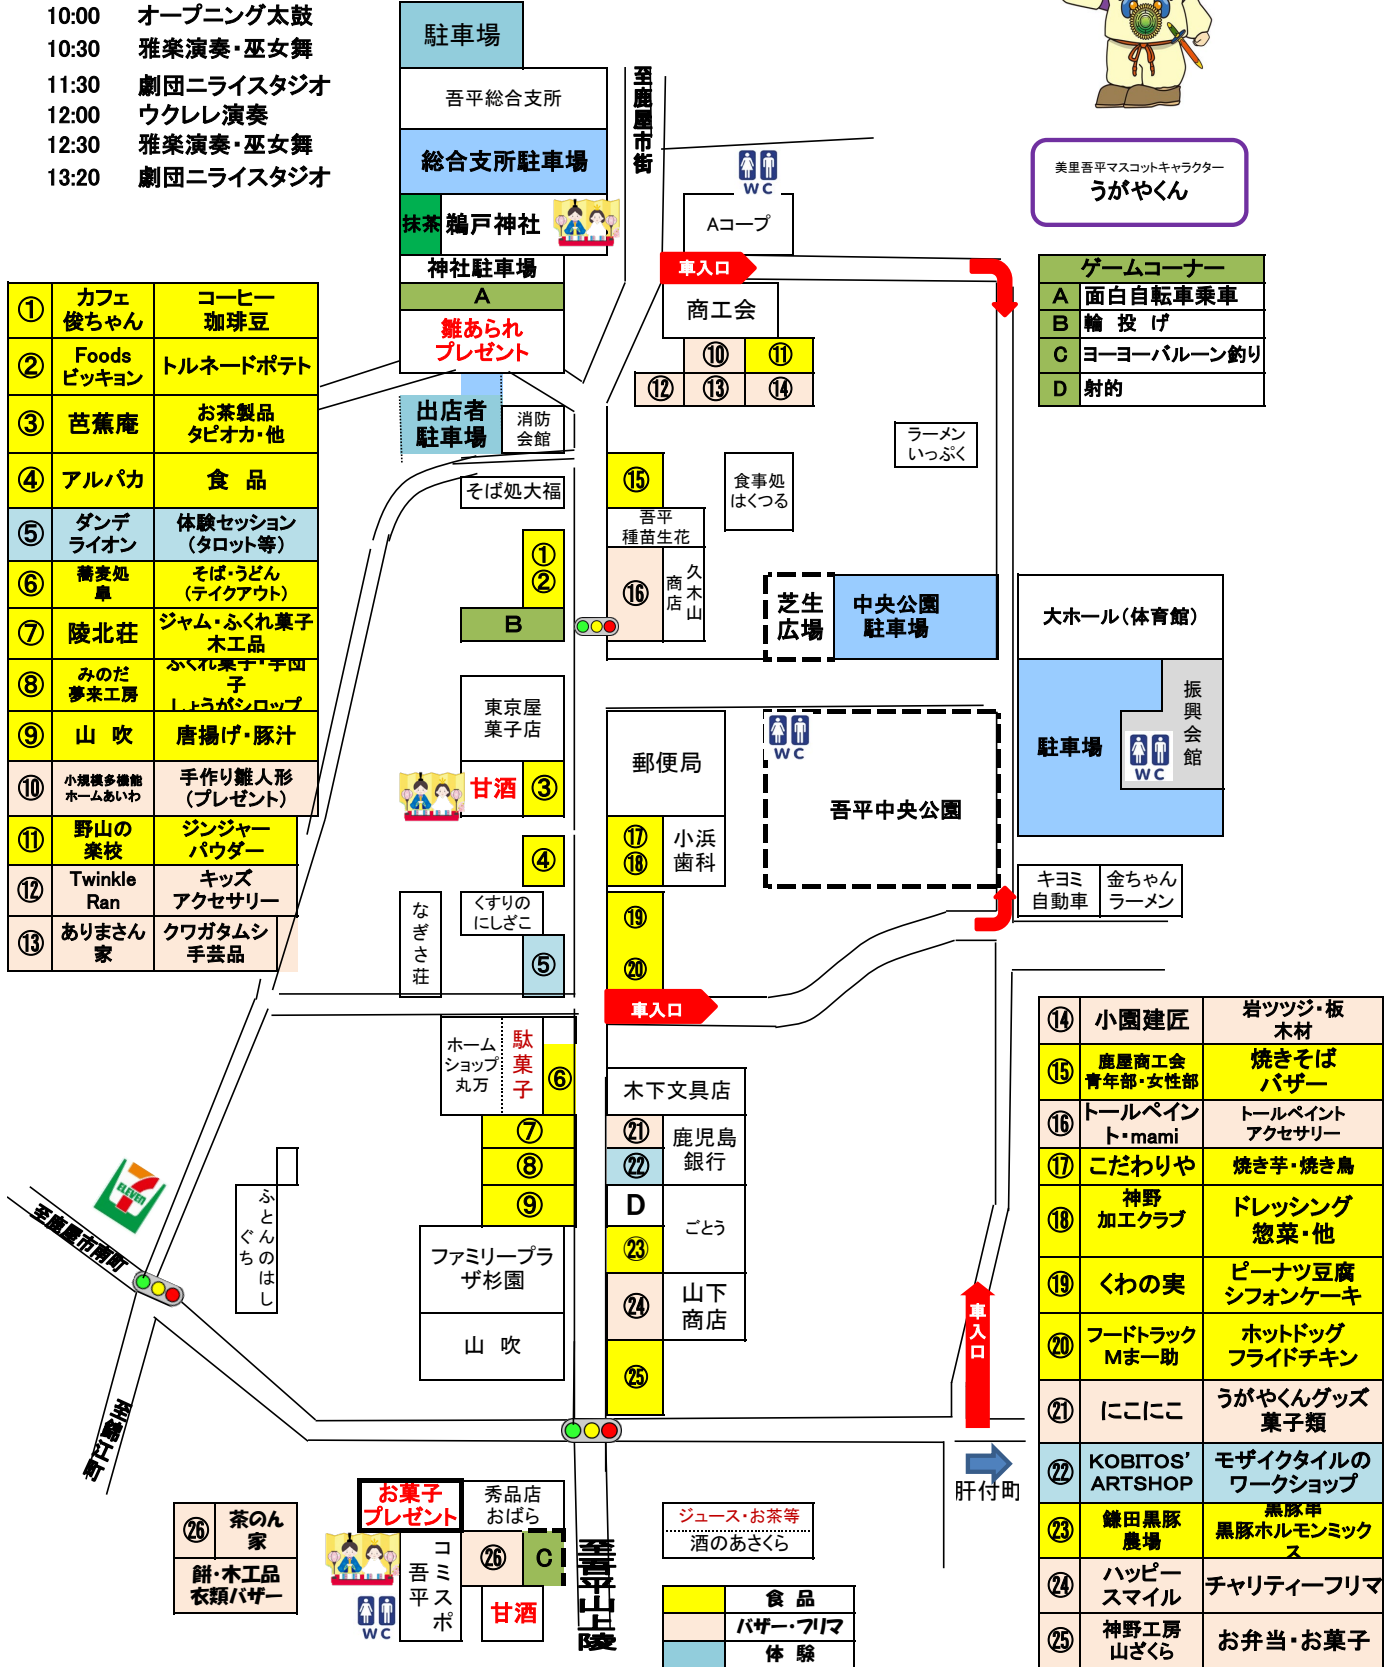 10:00 オープニング太鼓
10:30 雅楽演奏・巫女舞
11:30 劇団ニライスタジオ
12:00 ウクレレ演奏
12:30 雅楽演奏・巫女舞
13:20 劇団ニライスタジオ
駐車場
吾平総合支所
総合支所駐車場
抹茶 鵜戸神社
神社駐車場
A
雛あられ
プレゼント
出店者
駐車場
消防
会館
そば処大福
至鹿屋市街
WC
Aコープ
車入口
商工会
⑩ ⑪
⑫ ⑬ ⑭
美里吾平マスコットキャラクター
うがやくん
ゲームコーナー
A 面白自転車乗車
B 輪 投 げ
C ヨーヨーバルーン釣り
D 射的
① カフェ
俊ちゃん
コーヒー
珈琲豆
② Foods
ビッキョン
トルネードポテト
③ 芭蕉庵
お茶製品
タピオカ・他
④ アルパカ 食 品
⑤ ダンデ
ライオン
体験セッション
(タロット等)
⑥ 蕎麦処
皐
そば・うどん
(テイクアウト)
⑦ 陵北荘
ジャム・ふくれ菓子
木工品
⑧ みのだ
夢来工房
ふくれ菓子・芋団
子
しょうがシロップ
⑨ 山 吹 唐揚げ・豚汁
⑩ 小規模多機能
ホームあいわ
手作り雛人形
(プレゼント)
⑪ 野山の
楽校
ジンジャー
パウダー
⑫ Twinkle
Ran
キッズ
アクセサリー
⑬ ありまさん
家
クワガタムシ
手芸品
ラーメン
いっぷく
⑮
食事処
はくつる
吾平
種苗生花
①
②
⑯
久木山
商店
B
芝生
広場
中央公園
駐車場
大ホール(体育館)
駐車場
振興会館
WC
東京屋
菓子店
甘酒 ③
郵便局
WC
吾平中央公園
⑰
⑱
小浜
歯科
④
なぎさ荘
くすりの
にしざこ
⑤
⑲
⑳
キヨミ
自動車
金ちゃん
ラーメン
車入口
ホーム
ショップ
丸万
駄菓子
⑥
⑦
⑧
⑨
木下文具店
㉑
㉒
鹿児島
銀行
D
ごとう
㉓
㉔
山下
商店
㉕
ファミリープラ
ザ杉園
山 吹
ELEVEN
ふとんのはし
ぐち
至鹿屋市南町
至錦江町
車入口
肝付町
⑭ 小園建匠
岩ツツジ・板
木材
⑮ 鹿屋商工会
青年部・女性部
焼きそば
バザー
⑯ トールペイン
ト・mami
トールペイント
アクセサリー
⑰ こだわりや 焼き芋・焼き鳥
⑱ 神野
加工クラブ
ドレッシング
惣菜・他
⑲ くわの実
ピーナツ豆腐
シフォンケーキ
⑳ フードトラック
Mまー助
ホットドッグ
フライドチキン
㉑ にこにこ
うがやくんグッズ
菓子類
㉒ KOBITOS'
ARTSHOP
モザイクタイルの
ワークショップ
㉓ 鎌田黒豚
農場
黒豚串
黒豚ホルモンミック
ス
㉔ ハッピー
スマイル
チャリティーフリマ
㉕ 神野工房
山ざくら
お弁当・お菓子
㉖ 茶のん
家
餅・木工品
衣類バザー
お菓子
プレゼント
秀品店
おばら
コミスポ
吾平
WC
㉖ C
甘酒
至吾平山上陵
ジュース・お茶等
酒のあさくら
食 品
バザー・フリマ
体 験